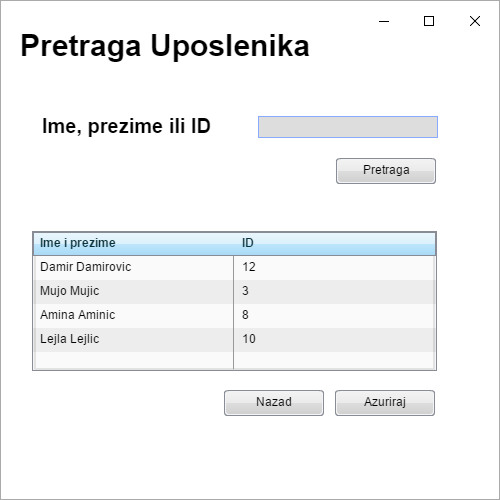 Pretraga Uposlenika
Ime, prezime ili ID
Pretraga
Ime i prezime ID
Damir Damirovic 12
Mujo Mujic 3
Amina Aminic 8
Lejla Lejlic 10
Nazad Azuriraj